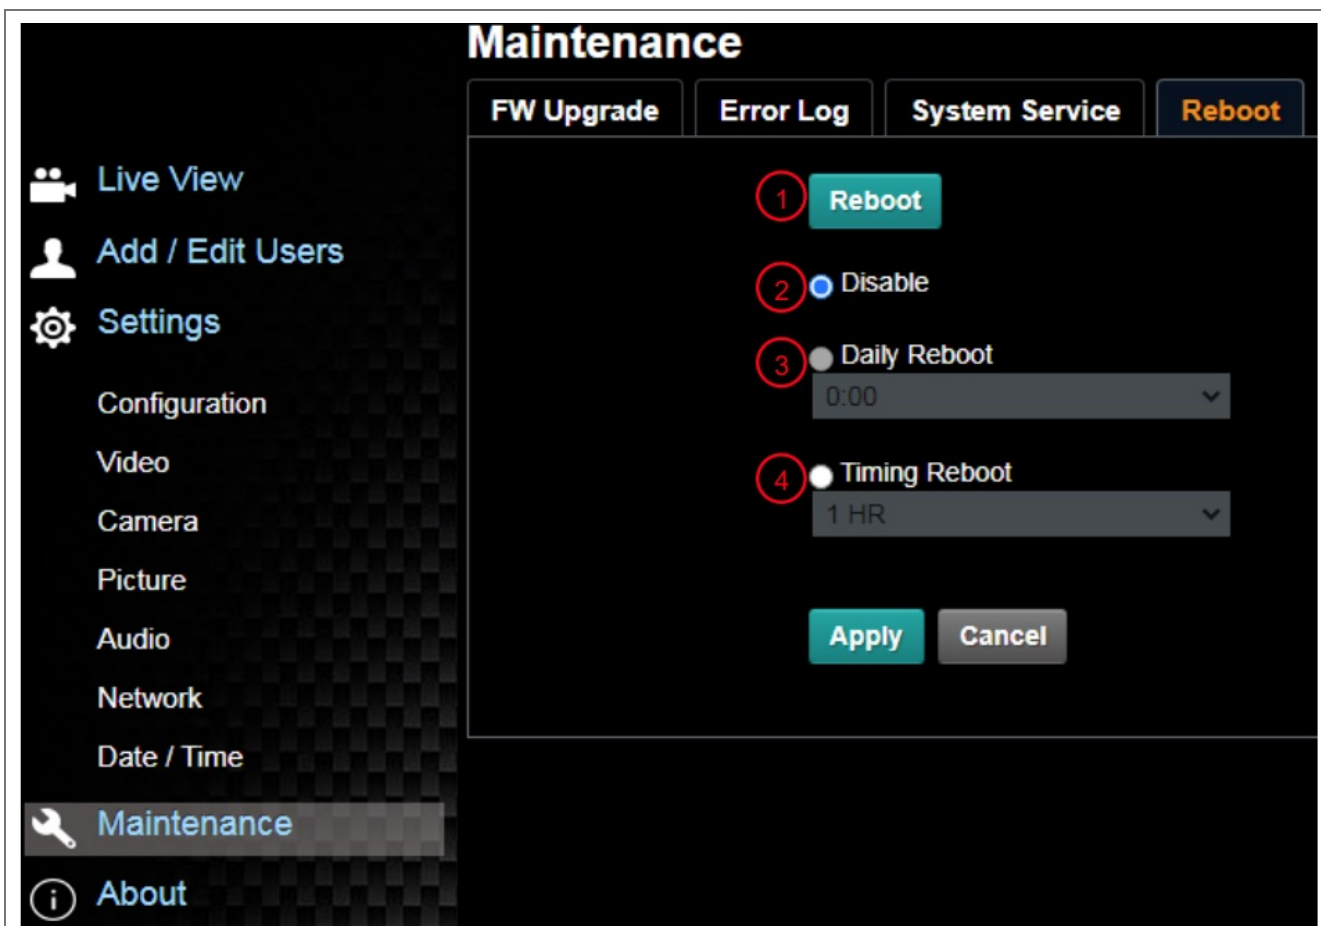 Maintenance
FW Upgrade Error Log System Service Reboot
Live View
Add / Edit Users
Settings
Configuration
Video
Camera
Picture
Audio
Network
Date / Time
Maintenance
About
1 Reboot
2 Disable
3 Daily Reboot
0:00
4 Timing Reboot
1 HR
Apply Cancel